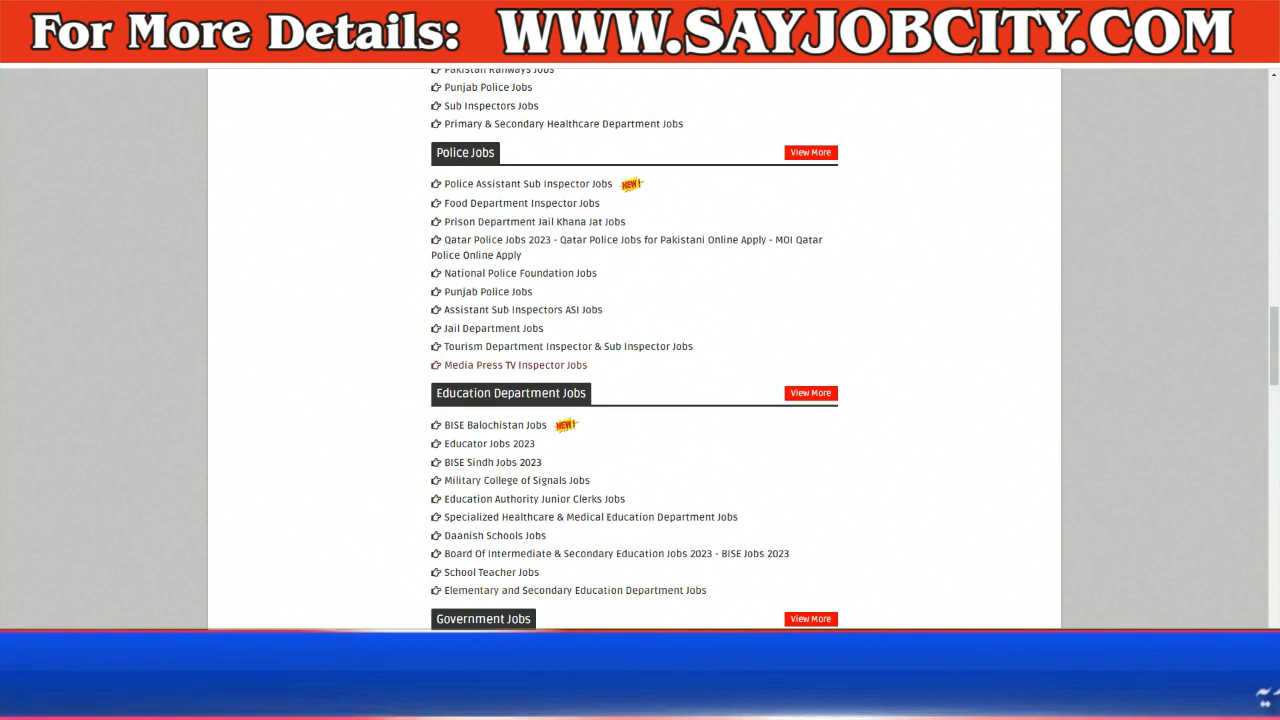 For More Details: WWW.SAYJOBCITY.COM
Pakistan Railways Jobs
Punjab Police Jobs
Sub Inspectors Jobs
Primary & Secondary Healthcare Department Jobs
Police Jobs View More
Police Assistant Sub Inspector Jobs NEW!
Food Department Inspector Jobs
Prison Department Jail Khana Jat Jobs
Qatar Police Jobs 2023 - Qatar Police Jobs for Pakistani Online Apply - MOI Qatar
Police Online Apply
National Police Foundation Jobs
Punjab Police Jobs
Assistant Sub Inspectors ASI Jobs
Jail Department Jobs
Tourism Department Inspector & Sub Inspector Jobs
Media Press TV Inspector Jobs
Education Department Jobs View More
BISE Balochistan Jobs NEW!
Educator Jobs 2023
BISE Sindh Jobs 2023
Military College of Signals Jobs
Education Authority Junior Clerks Jobs
Specialized Healthcare & Medical Education Department Jobs
Daanish Schools Jobs
Board Of Intermediate & Secondary Education Jobs 2023 - BISE Jobs 2023
School Teacher Jobs
Elementary and Secondary Education Department Jobs
Government Jobs View More